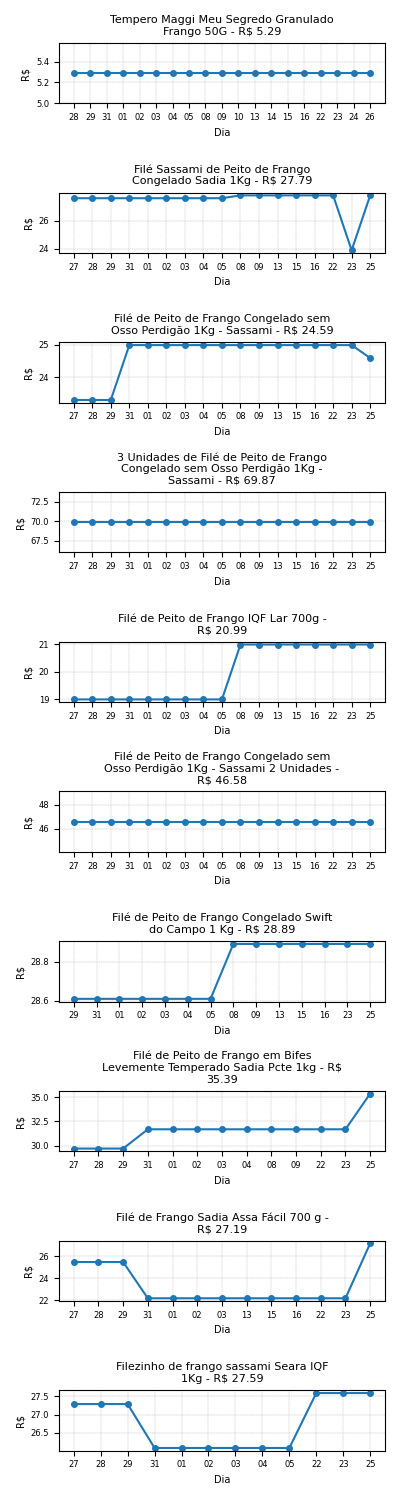 Tempero Maggi Meu Segredo Granulado
Frango 50G - R$ 5.29
5.4
5.2
5.0
R$
28 29 31 01 02 03 04 05 08 09 10 13 14 15 16 22 23 24 26
Dia
Filé Sassami de Peito de Frango
Congelado Sadia 1Kg - R$ 27.79
26
24
R$
27 28 29 31 01 02 03 04 05 08 09 13 15 16 22 23 25
Dia
Filé de Peito de Frango Congelado sem
Osso Perdigão 1Kg - Sassami - R$ 24.59
25
24
R$
27 28 29 31 01 02 03 04 05 08 09 13 15 16 22 23 25
Dia
3 Unidades de Filé de Peito de Frango
Congelado sem Osso Perdigão 1Kg -
Sassami - R$ 69.87
72.5
70.0
67.5
R$
27 28 29 31 01 02 03 04 05 08 09 13 15 16 22 23 25
Dia
Filé de Peito de Frango IQF Lar 700g -
R$ 20.99
21
20
19
R$
27 28 29 31 01 02 03 04 05 08 09 13 15 16 22 23 25
Dia
Filé de Peito de Frango Congelado sem
Osso Perdigão 1Kg - Sassami 2 Unidades -
R$ 46.58
48
46
R$
27 28 29 31 01 02 03 04 05 08 09 13 15 16 22 23 25
Dia
Filé de Peito de Frango Congelado Swift
do Campo 1 Kg - R$ 28.89
28.8
28.6
R$
29 31 01 02 03 04 05 08 09 13 15 16 23 25
Dia
Filé de Peito de Frango em Bifes
Levemente Temperado Sadia Pcte 1kg - R$
35.39
35.0
32.5
30.0
R$
27 28 29 31 01 02 03 04 08 09 22 23 25
Dia
Filé de Frango Sadia Assa Fácil 700 g -
R$ 27.19
26
24
22
R$
27 28 29 31 01 02 03 13 15 16 22 23 25
Dia
Filezinho de frango sassami Seara IQF
1Kg - R$ 27.59
27.5
27.0
26.5
R$
27 28 29 31 01 02 03 04 05 22 23 25
Dia